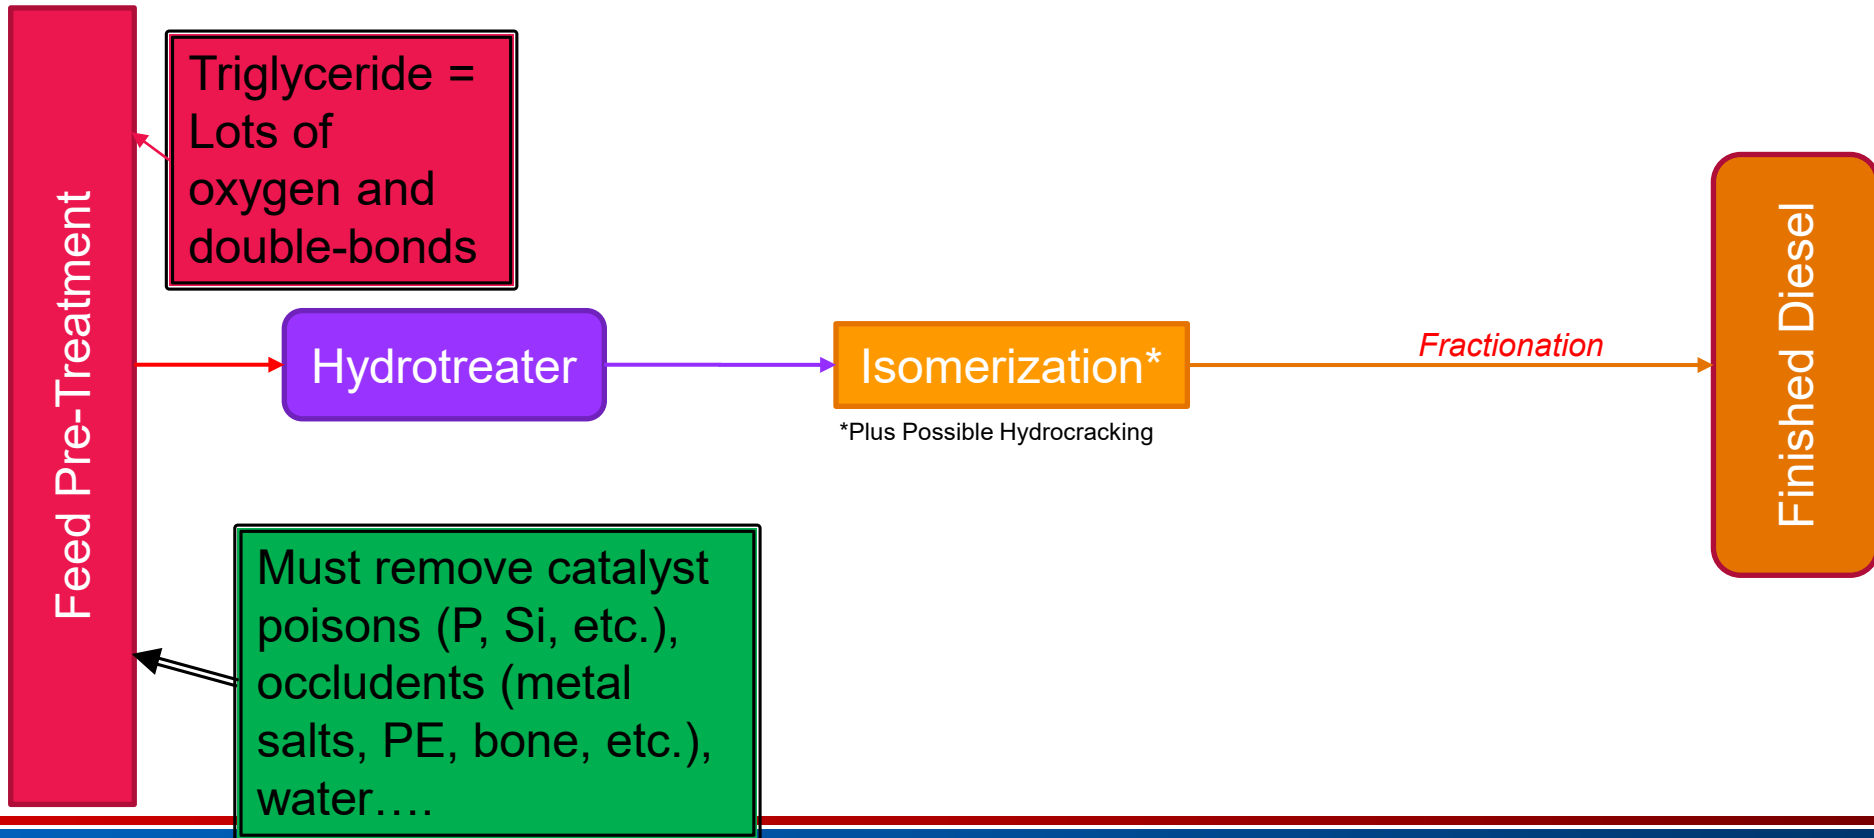 Feed Pre-Treatment
Triglyceride =
Lots of
oxygen and
double-bonds
Hydrotreater
Isomerization*
*Plus Possible Hydrocracking
Fractionation
Finished Diesel
Must remove catalyst
poisons (P, Si, etc.),
occludents (metal
salts, PE, bone, etc.),
water….